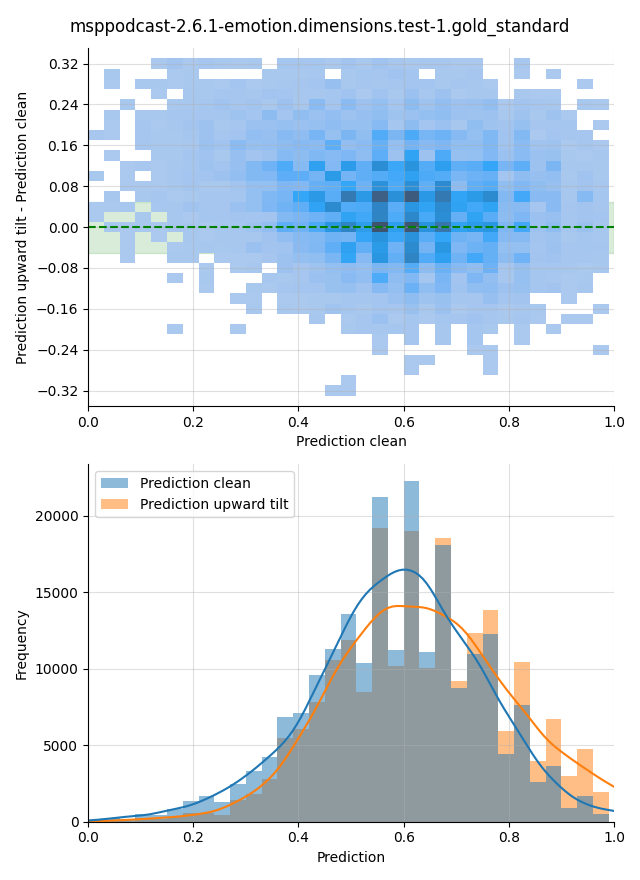 msppodcast-2.6.1-emotion.dimensions.test-1.gold_standard
Prediction upward tilt - Prediction clean
0.32
0.24
0.16
0.08
0.00
−0.08
−0.16
−0.24
−0.32
0.0 0.2 0.4 0.6 0.8 1.0
Prediction clean
Prediction clean
Prediction upward tilt
Frequency
20000
15000
10000
5000
0
0.0 0.2 0.4 0.6 0.8 1.0
Prediction